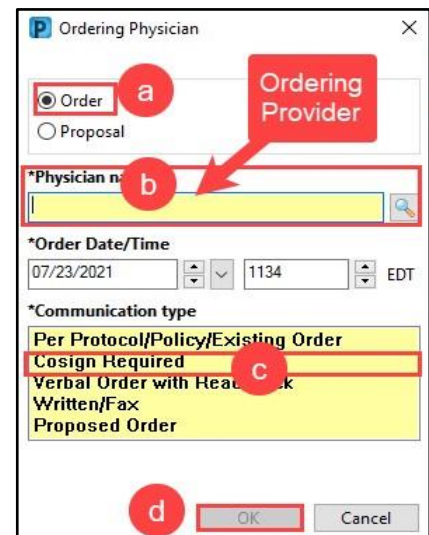 P Ordering Physician
a
Order
Proposal
Ordering
Provider
*Physician
b
*Order Date/Time
07/23/2021 1134 EDT
*Communication type
Per Protocol/Policy/Existing Order
Cosign Required
c
Verbal Order with
Written/Fax
Proposed Order
d
OK Cancel